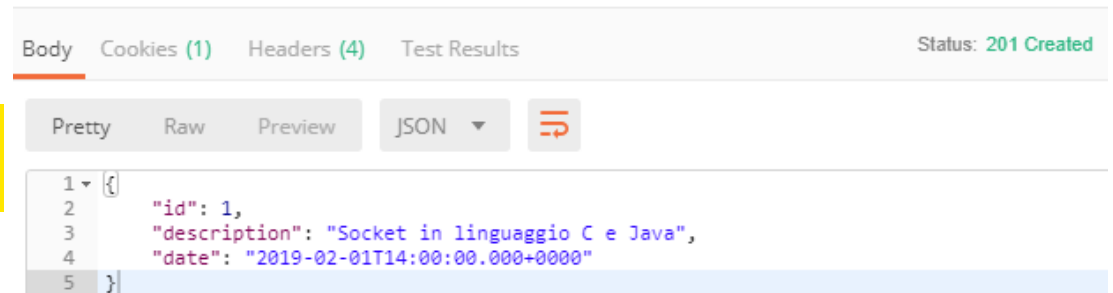 Body Cookies (1) Headers (4) Test Results Status: 201 Created
Pretty Raw Preview JSON
1 {
2 "id": 1,
3 "description": "Socket in linguaggio C e Java",
4 "date": "2019-02-01T14:00:00.000+0000"
5 }